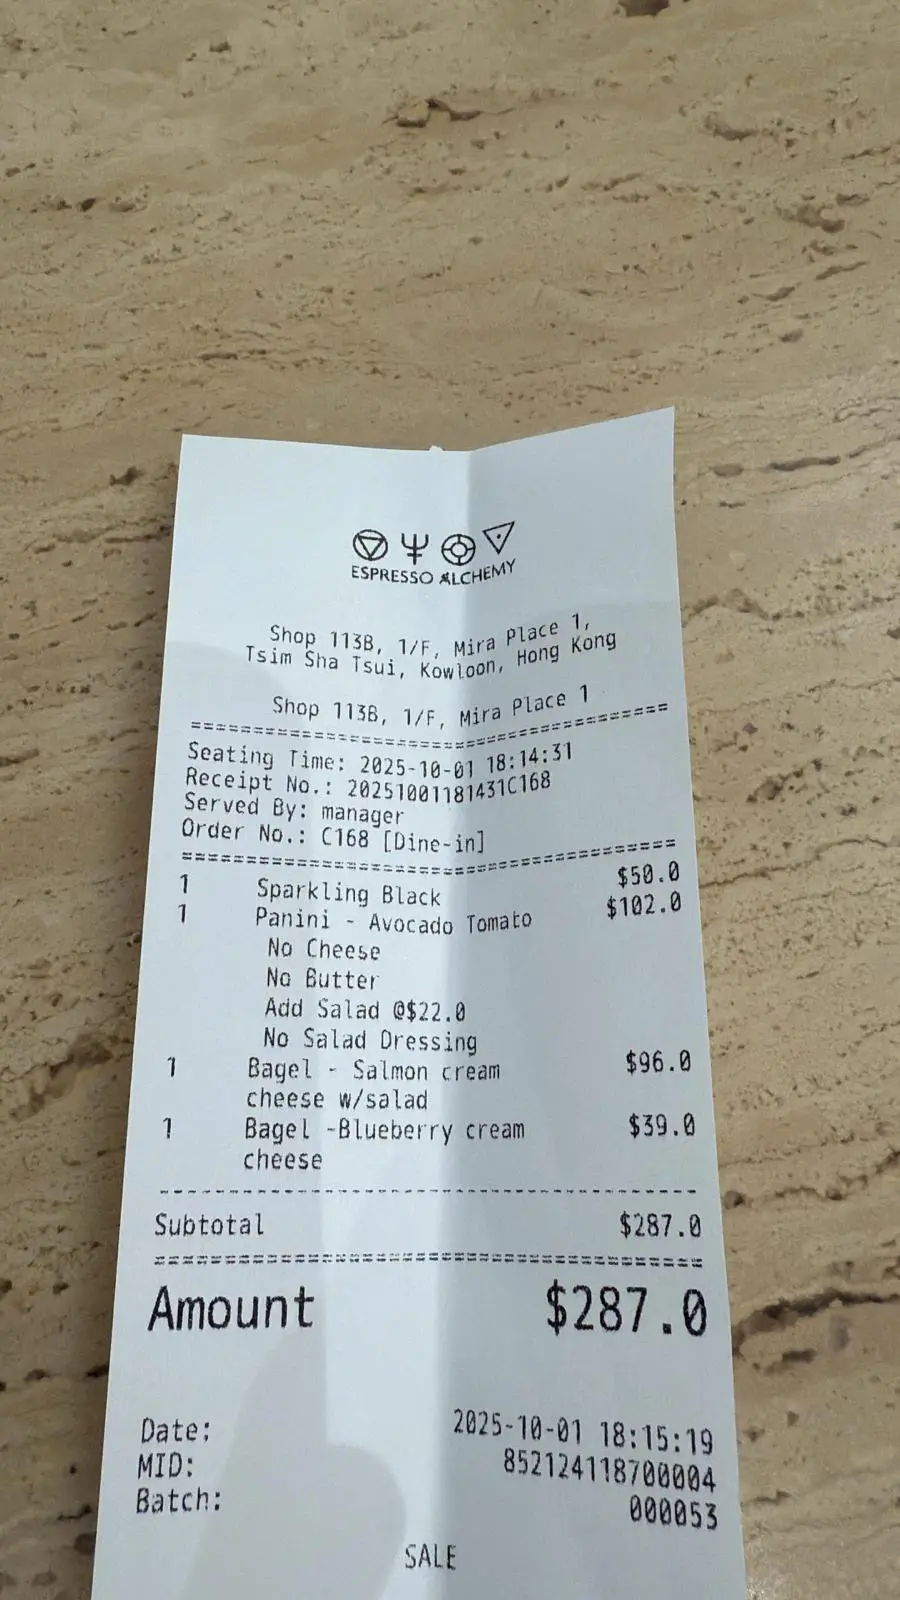 ESPRESSO ALCHEMY
Shop 113B, 1/F, Mira Place 1,
Tsim Sha Tsui, Kowloon, Hong Kong
Shop 113B, 1/F, Mira Place 1
================================================
Seating Time: 2025-10-01 18:14:31
Receipt No.: 20251001181431C168
Served By: manager
Order No.: C168 [Dine-in]
================================================
1 Sparkling Black $50.0
1 Panini - Avocado Tomato $102.0
No Cheese
No Butter
Add Salad @$22.0
No Salad Dressing
1 Bagel - Salmon cream $96.0
cheese w/salad
1 Bagel -Blueberry cream $39.0
cheese
------------------------------------------------
Subtotal $287.0
================================================
Amount $287.0
Date: 2025-10-01 18:15:19
MID: 852124118700004
Batch: 000053
SALE